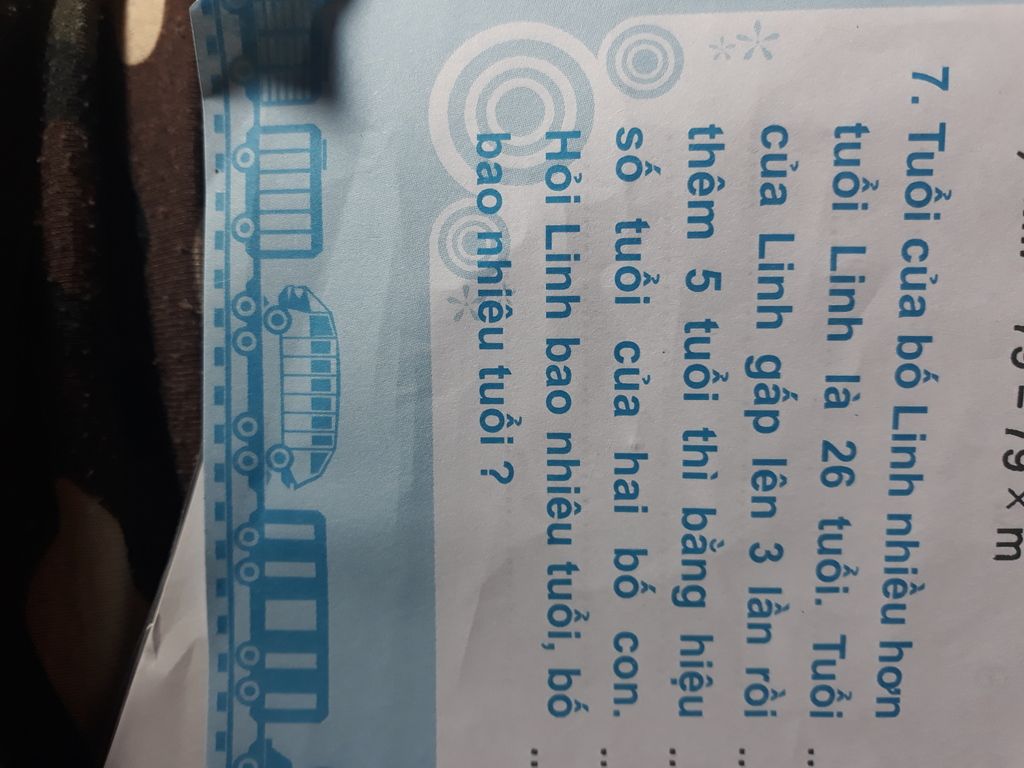 7. Tuổi của bố Linh nhiều hơn
tuổi Linh là 26 tuổi. Tuổi
của Linh gấp lên 3 lần rồi
thêm 5 tuổi thì bằng hiệu
số tuổi của hai bố con.
Hỏi Linh bao nhiêu tuổi, bố
bao nhiêu tuổi ?